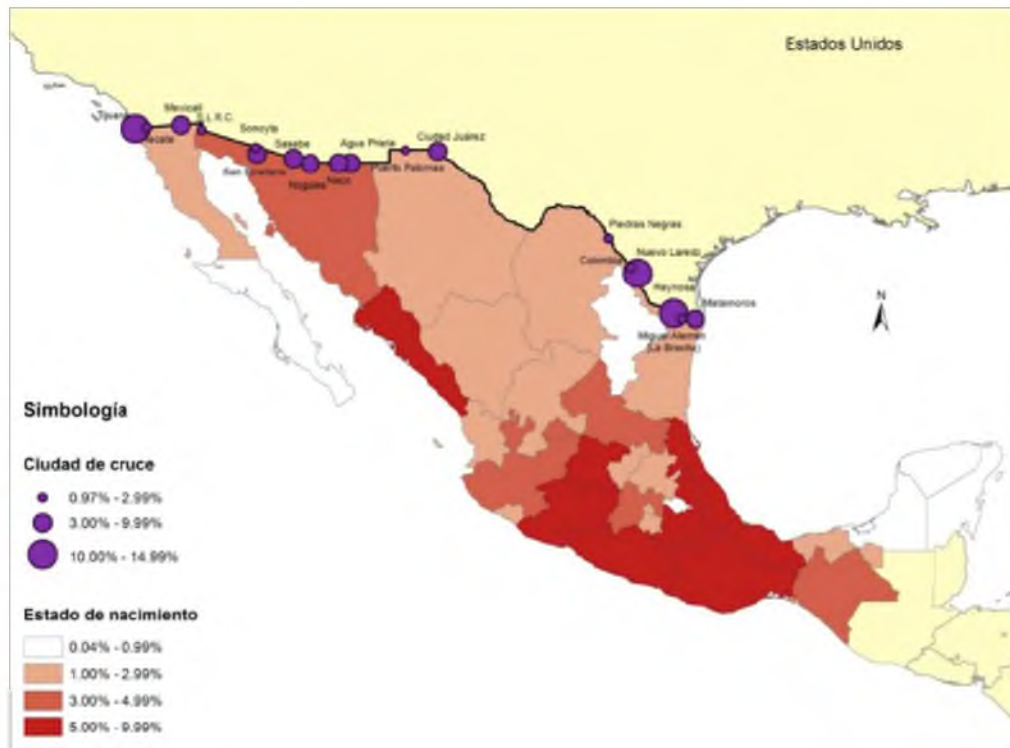 Estados Unidos
Mexicali
Tijuana
S.L.R.C.
Tecate
Sonoyta
Sasabe
Agua Prieta
Ciudad Juárez
Puerto Palomas
Nogales
Naco
Piedras Negras
Colombia
Nuevo Laredo
Reynosa
Matamoros
Miguel Alemán
(La Brecha)
N
Simbología
Ciudad de cruce
0.97% - 2.99%
3.00% - 9.99%
10.00% - 14.99%
Estado de nacimiento
0.04% - 0.99%
1.00% - 2.99%
3.00% - 4.99%
5.00% - 9.99%